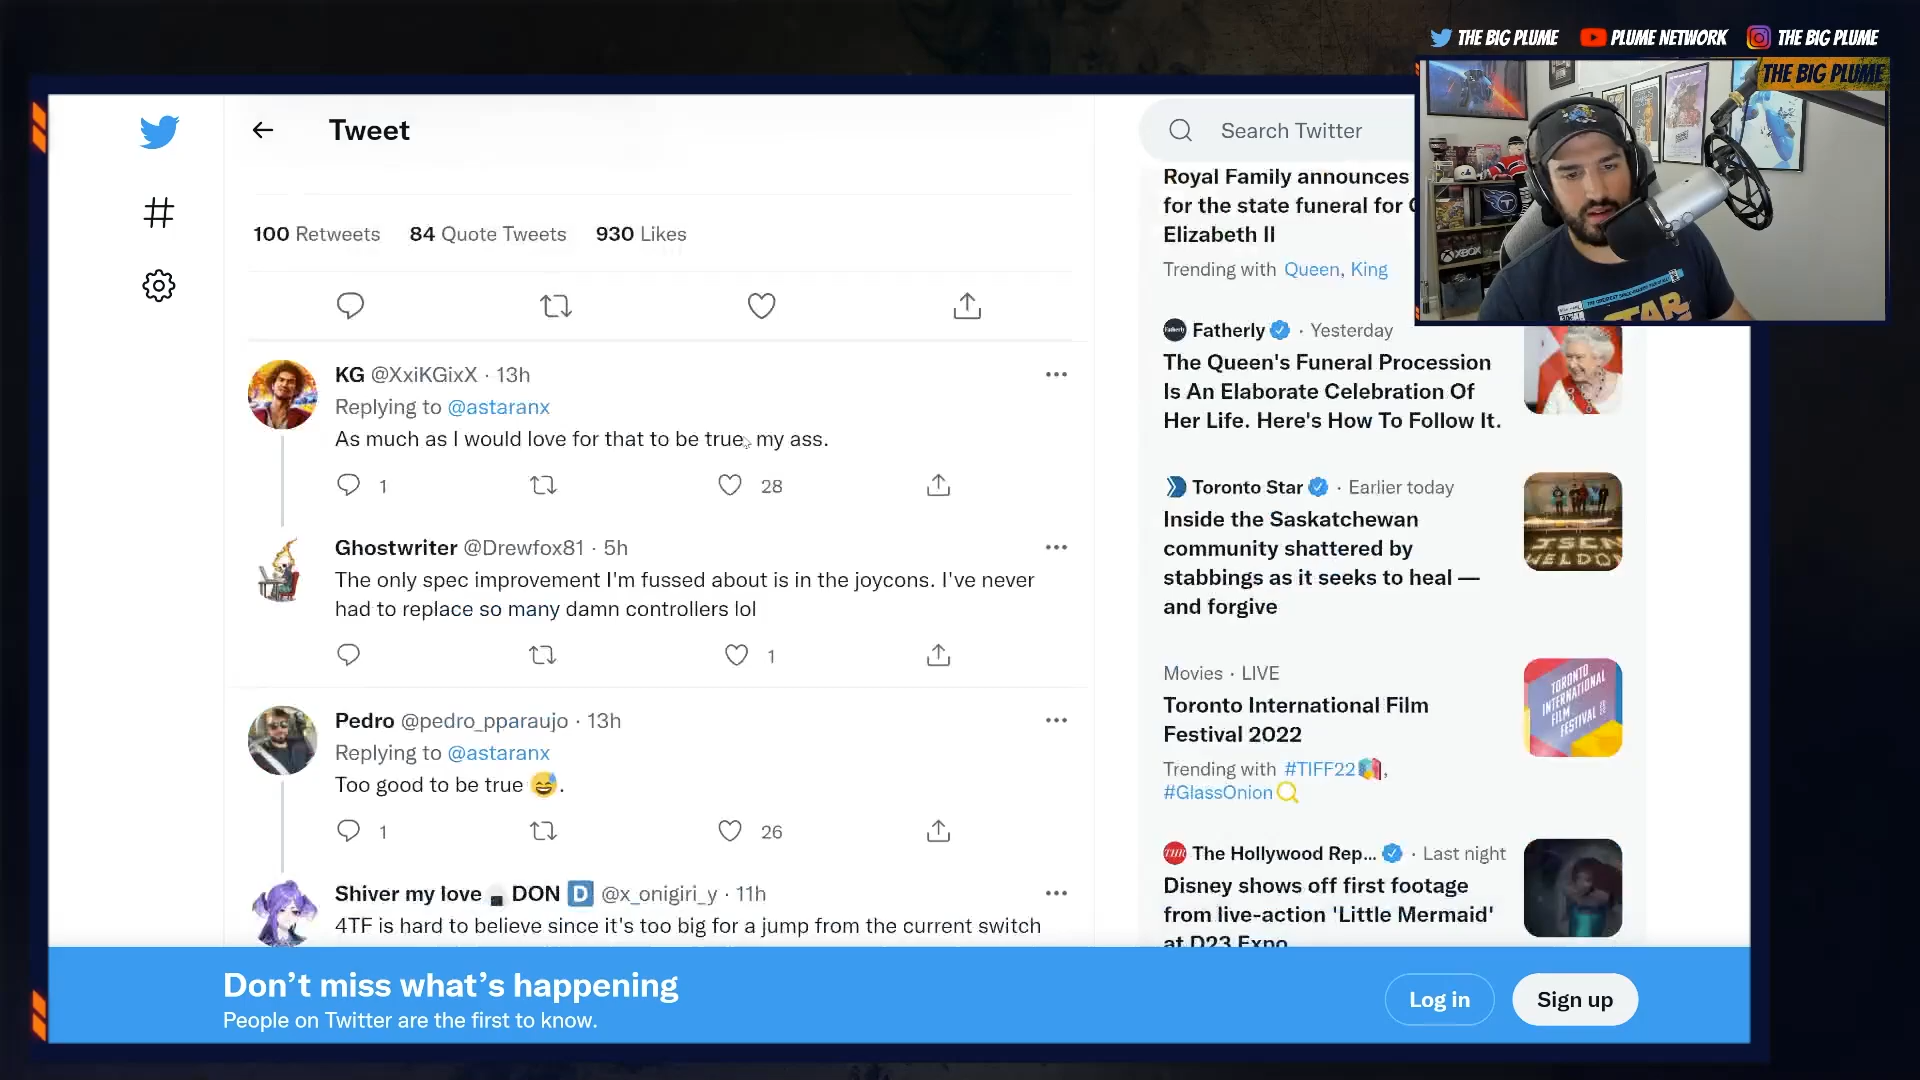 THE BIG PLUME PLUME NETWORK THE BIG PLUME
THE BIG PLUME
XBOX
STAR
Tweet
100 Retweets 84 Quote Tweets 930 Likes
KG @XxiKGixX · 13h
Replying to @astaranx
As much as I would love for that to be true, my ass.
1 28
Ghostwriter @Drewfox81 · 5h
The only spec improvement I'm fussed about is in the joycons. I've never
had to replace so many damn controllers lol
1
Pedro @pedro_pparaujo · 13h
Replying to @astaranx
Too good to be true 😅.
1 26
Shiver my love DON D @x_onigiri_y · 11h
4TF is hard to believe since it's too big for a jump from the current switch
Search Twitter
Royal Family announces
for the state funeral for
Elizabeth II
Trending with Queen, King
Fatherly · Yesterday
The Queen's Funeral Procession
Is An Elaborate Celebration Of
Her Life. Here's How To Follow It.
Toronto Star · Earlier today
Inside the Saskatchewan
community shattered by
stabbings as it seeks to heal —
and forgive
Movies · LIVE
Toronto International Film
Festival 2022
TORONTO
INTERNATIONAL
FILM
FESTIVAL
Trending with #TIFF22,
#GlassOnion
THR The Hollywood Rep... · Last night
Disney shows off first footage
from live-action 'Little Mermaid'
at D23 Expo
Don't miss what's happening
People on Twitter are the first to know.
Log in Sign up